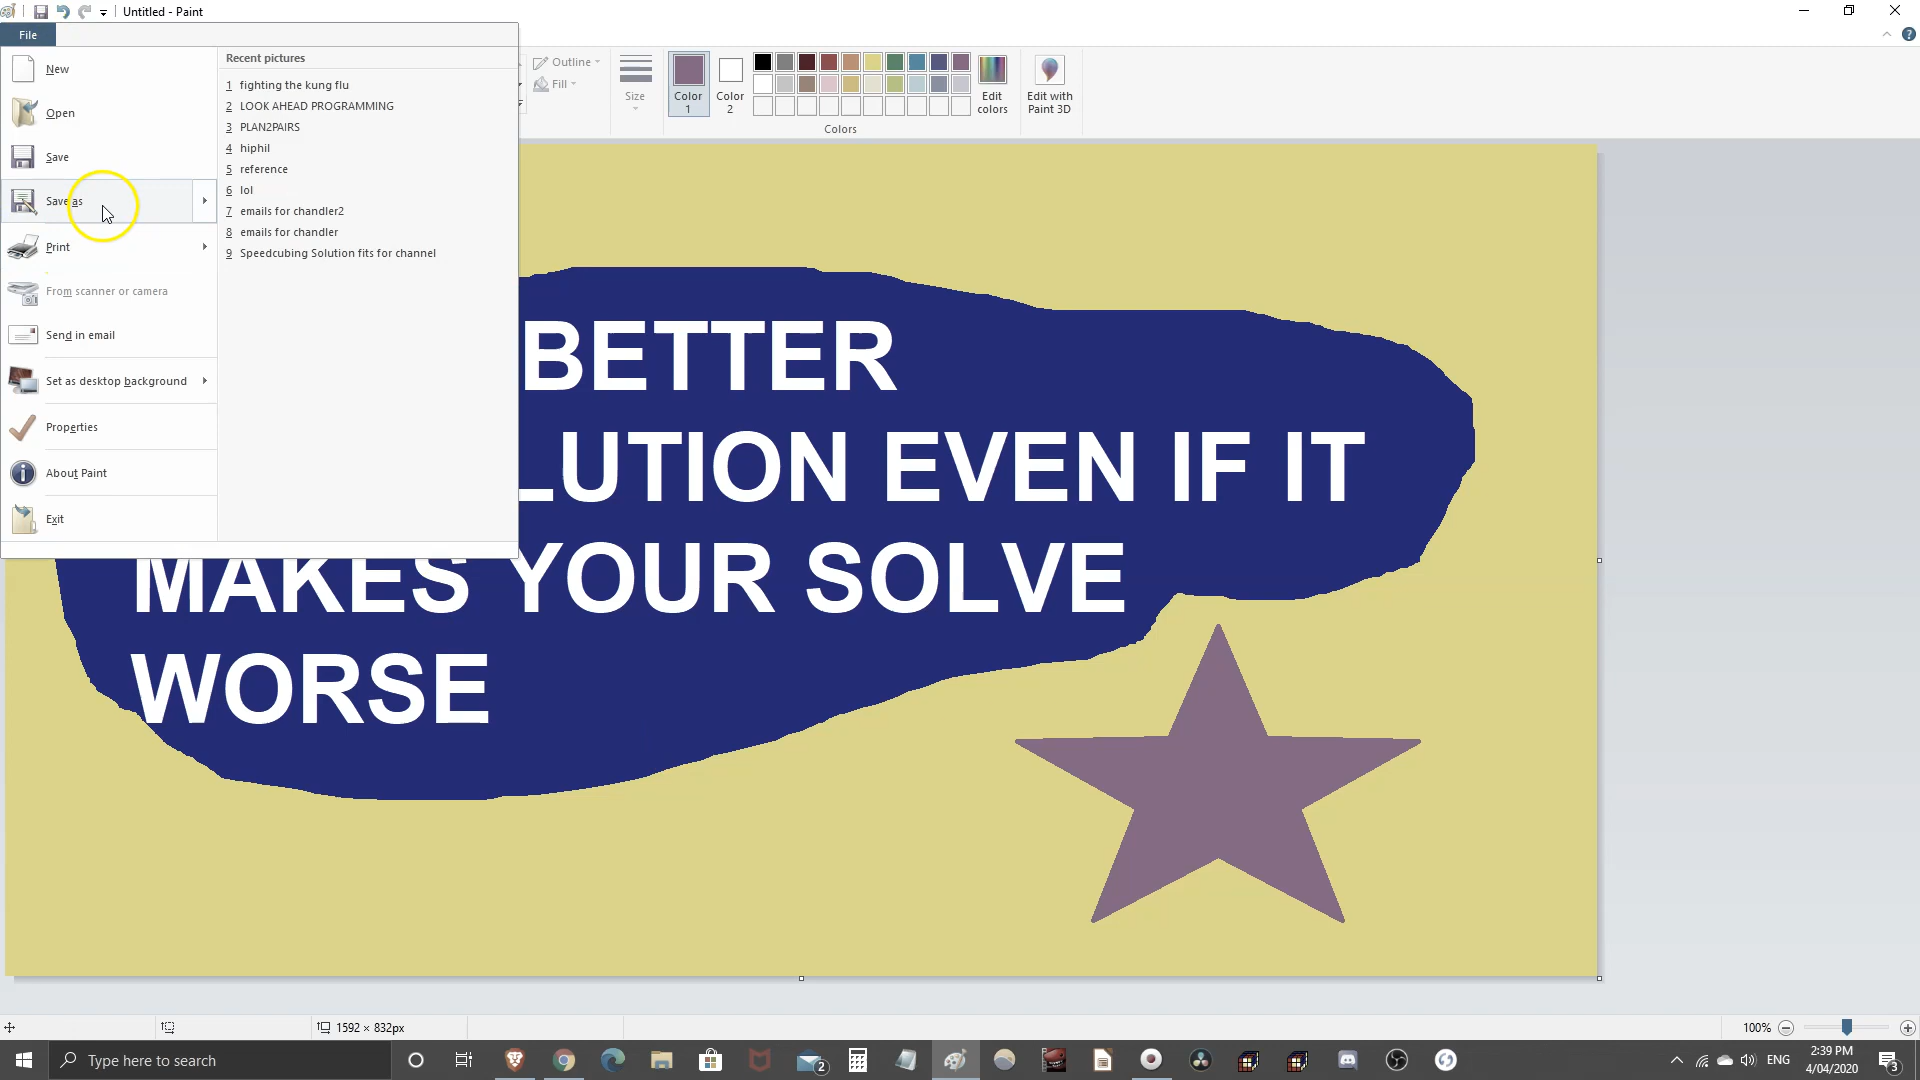 Untitled - Paint
File
New
Open
Save
Save as
Print
From scanner or camera
Send in email
Set as desktop background
Properties
About Paint
Exit
Recent pictures
1 fighting the kung flu
2 LOOK AHEAD PROGRAMMING
3 PLAN2PAIRS
4 hiphil
5 reference
6 lol
7 emails for chandler2
8 emails for chandler
9 Speedcubing Solution fits for channel
Outline
Fill
Size
Color 1
Color 2
Edit colors
Edit with Paint 3D
Colors
BETTER
LUTION EVEN IF IT
MAKES YOUR SOLVE
WORSE
1592 × 832px
100%
Type here to search
2
ENG
2:39 PM
4/04/2020
3